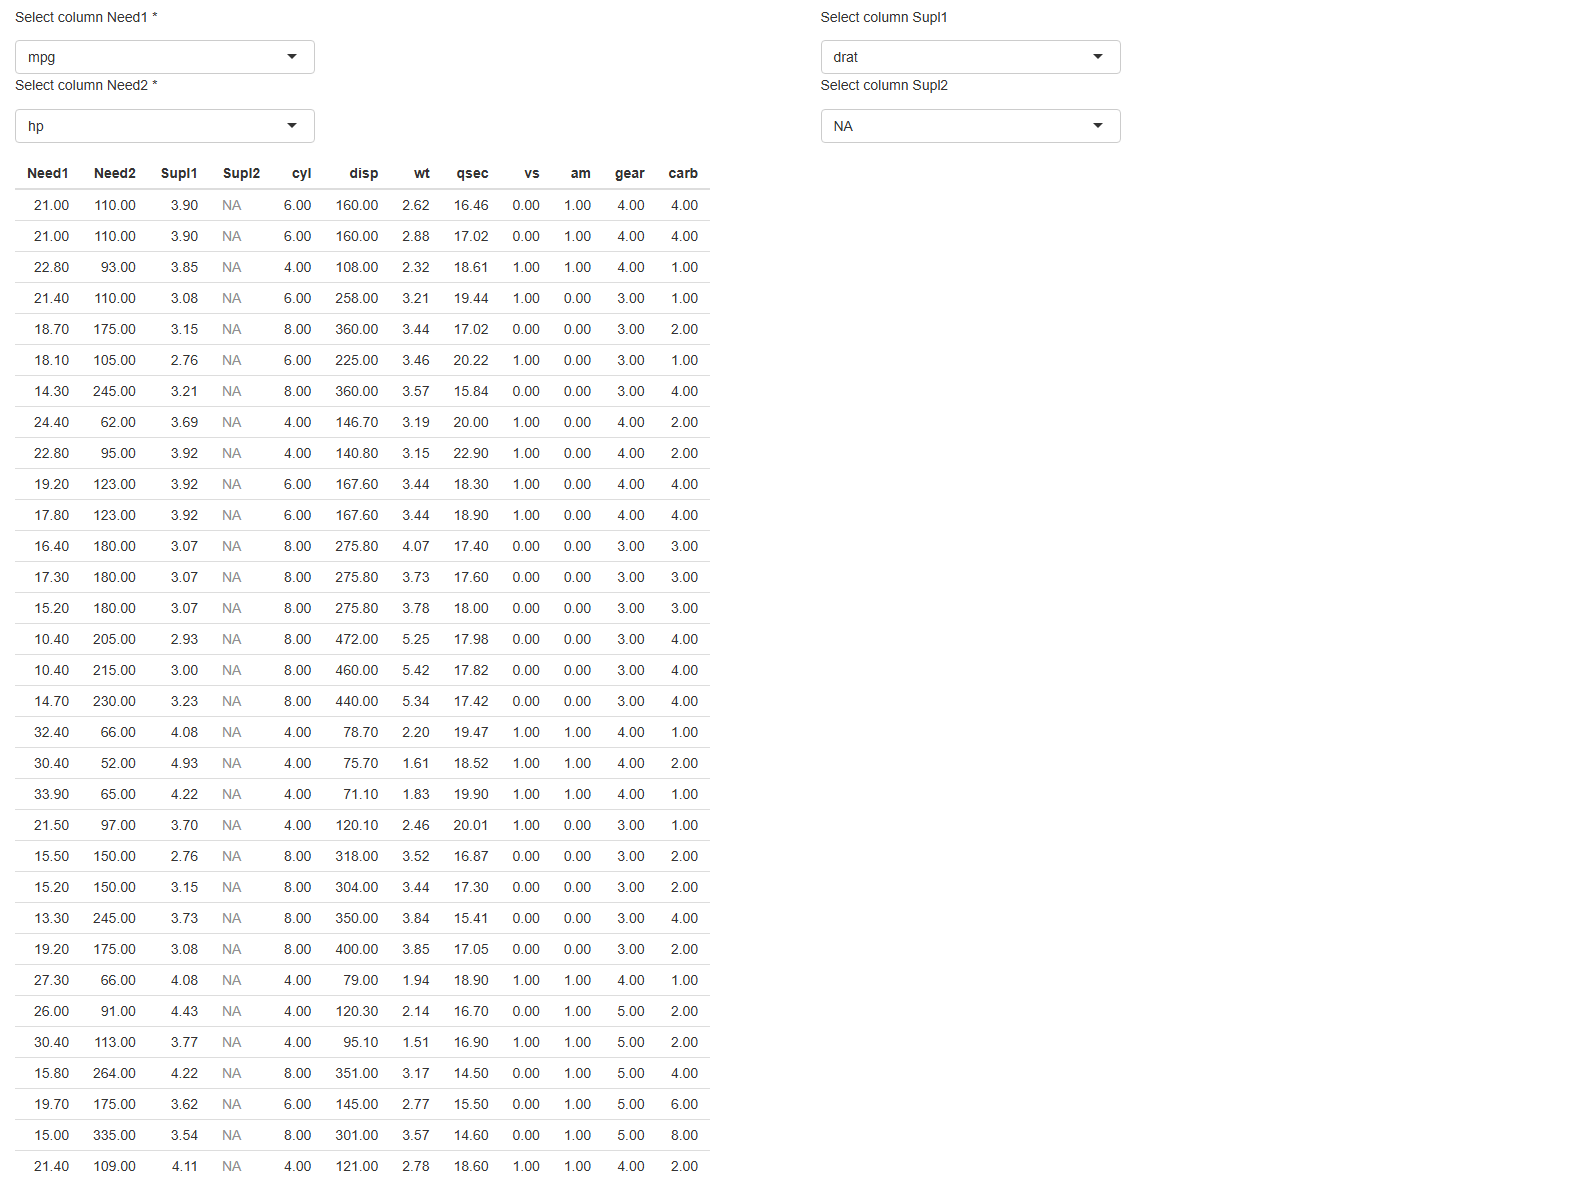 Select column Need1 * Select column Supl1
mpg drat
Select column Need2 * Select column Supl2
hp NA
Need1 Need2 Supl1 Supl2 cyl disp wt qsec vs am gear carb
21.00 110.00 3.90 NA 6.00 160.00 2.62 16.46 0.00 1.00 4.00 4.00
21.00 110.00 3.90 NA 6.00 160.00 2.88 17.02 0.00 1.00 4.00 4.00
22.80 93.00 3.85 NA 4.00 108.00 2.32 18.61 1.00 1.00 4.00 1.00
21.40 110.00 3.08 NA 6.00 258.00 3.21 19.44 1.00 0.00 3.00 1.00
18.70 175.00 3.15 NA 8.00 360.00 3.44 17.02 0.00 0.00 3.00 2.00
18.10 105.00 2.76 NA 6.00 225.00 3.46 20.22 1.00 0.00 3.00 1.00
14.30 245.00 3.21 NA 8.00 360.00 3.57 15.84 0.00 0.00 3.00 4.00
24.40 62.00 3.69 NA 4.00 146.70 3.19 20.00 1.00 0.00 4.00 2.00
22.80 95.00 3.92 NA 4.00 140.80 3.15 22.90 1.00 0.00 4.00 2.00
19.20 123.00 3.92 NA 6.00 167.60 3.44 18.30 1.00 0.00 4.00 4.00
17.80 123.00 3.92 NA 6.00 167.60 3.44 18.90 1.00 0.00 4.00 4.00
16.40 180.00 3.07 NA 8.00 275.80 4.07 17.40 0.00 0.00 3.00 3.00
17.30 180.00 3.07 NA 8.00 275.80 3.73 17.60 0.00 0.00 3.00 3.00
15.20 180.00 3.07 NA 8.00 275.80 3.78 18.00 0.00 0.00 3.00 3.00
10.40 205.00 2.93 NA 8.00 472.00 5.25 17.98 0.00 0.00 3.00 4.00
10.40 215.00 3.00 NA 8.00 460.00 5.42 17.82 0.00 0.00 3.00 4.00
14.70 230.00 3.23 NA 8.00 440.00 5.34 17.42 0.00 0.00 3.00 4.00
32.40 66.00 4.08 NA 4.00 78.70 2.20 19.47 1.00 1.00 4.00 1.00
30.40 52.00 4.93 NA 4.00 75.70 1.61 18.52 1.00 1.00 4.00 2.00
33.90 65.00 4.22 NA 4.00 71.10 1.83 19.90 1.00 1.00 4.00 1.00
21.50 97.00 3.70 NA 4.00 120.10 2.46 20.01 1.00 0.00 3.00 1.00
15.50 150.00 2.76 NA 8.00 318.00 3.52 16.87 0.00 0.00 3.00 2.00
15.20 150.00 3.15 NA 8.00 304.00 3.44 17.30 0.00 0.00 3.00 2.00
13.30 245.00 3.73 NA 8.00 350.00 3.84 15.41 0.00 0.00 3.00 4.00
19.20 175.00 3.08 NA 8.00 400.00 3.85 17.05 0.00 0.00 3.00 2.00
27.30 66.00 4.08 NA 4.00 79.00 1.94 18.90 1.00 1.00 4.00 1.00
26.00 91.00 4.43 NA 4.00 120.30 2.14 16.70 0.00 1.00 5.00 2.00
30.40 113.00 3.77 NA 4.00 95.10 1.51 16.90 1.00 1.00 5.00 2.00
15.80 264.00 4.22 NA 8.00 351.00 3.17 14.50 0.00 1.00 5.00 4.00
19.70 175.00 3.62 NA 6.00 145.00 2.77 15.50 0.00 1.00 5.00 6.00
15.00 335.00 3.54 NA 8.00 301.00 3.57 14.60 0.00 1.00 5.00 8.00
21.40 109.00 4.11 NA 4.00 121.00 2.78 18.60 1.00 1.00 4.00 2.00